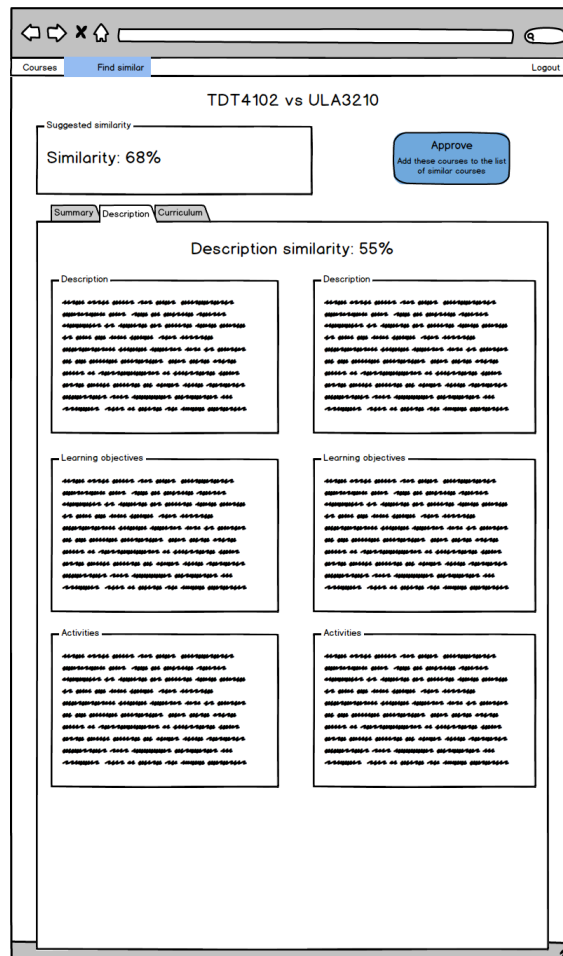 Courses Find similar Logout
TDT4102 vs ULA3210
Suggested similarity
Similarity: 68%
Approve
Add these courses to the list
of similar courses
Summary Description Curriculum
Description similarity: 55%
Description Description
Learning objectives Learning objectives
Activities Activities